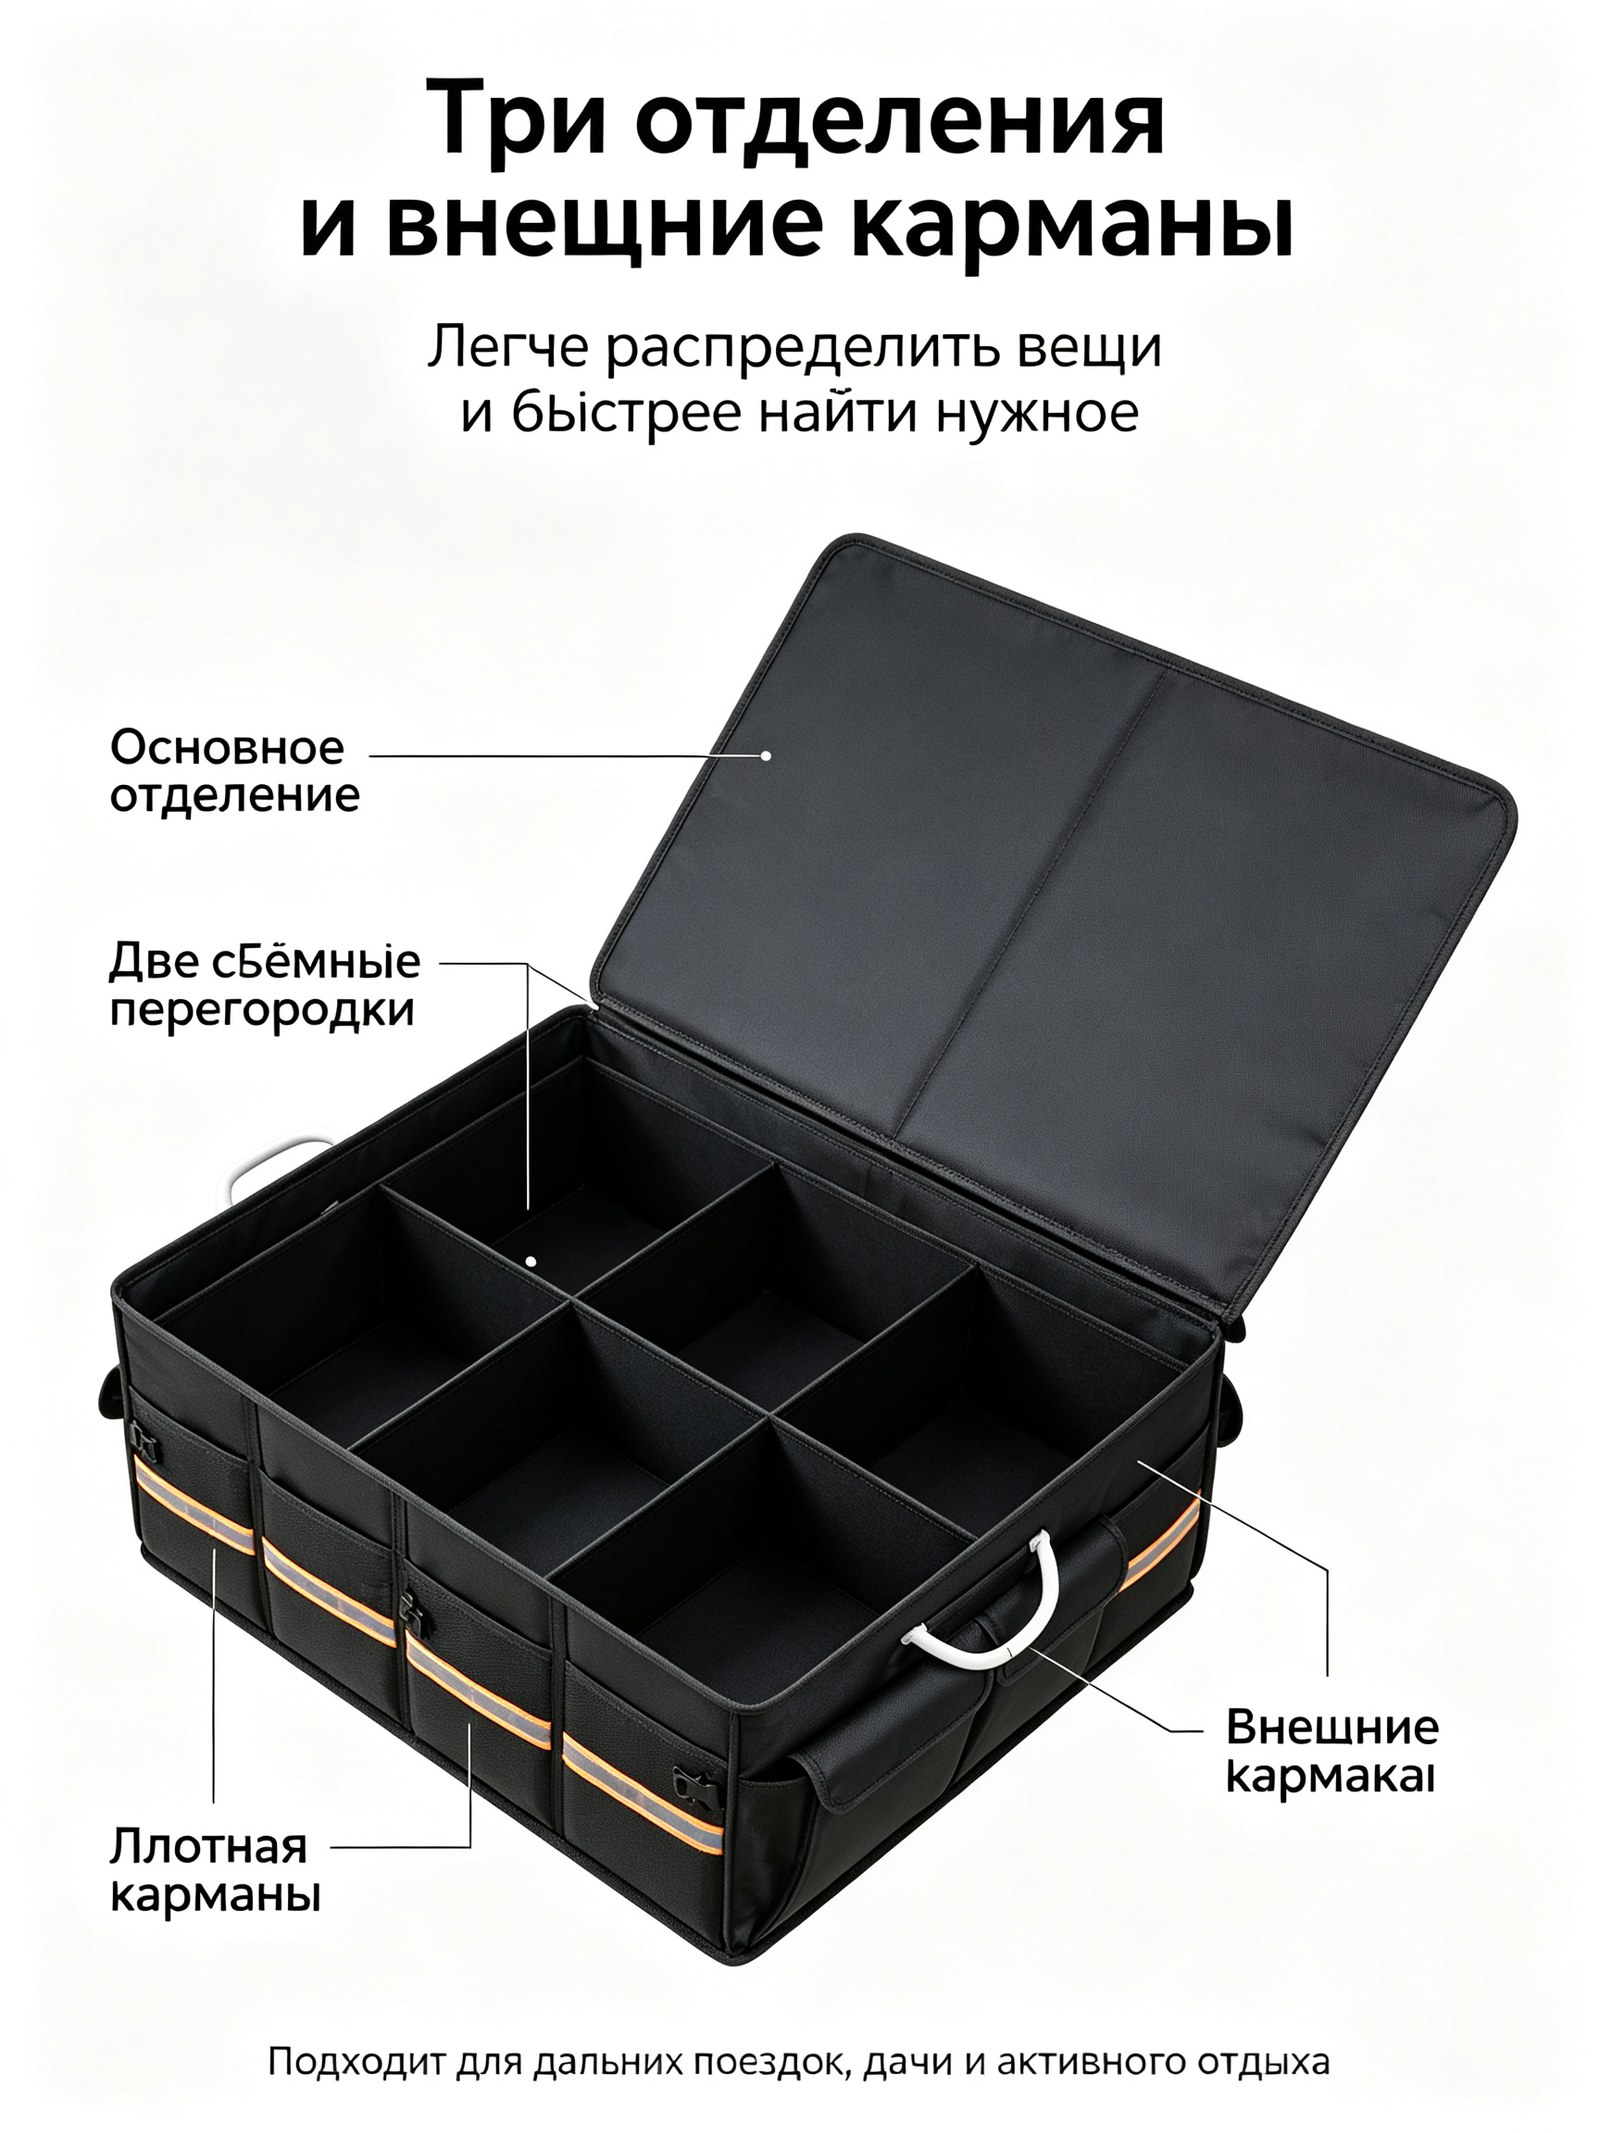 Три отделения
и внещние карманы
Легче распределить вещи
и быстрее найти нужное
Основное
отделение
Две сБёмные
перегородки
Внешние
кармакаı
Ллотная
карманы
Подходит для дальних поездок, дачи и активного отдыха